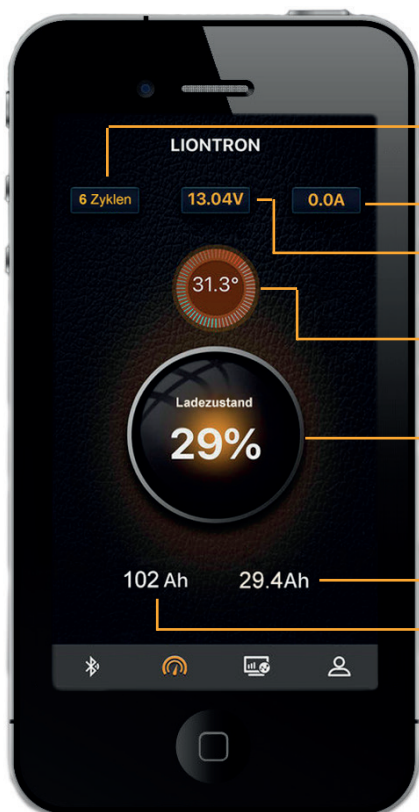 LIONTRON
6 Zyklen 13.04V 0.0A
31.3°
Ladezustand
29%
102 Ah 29.4Ah